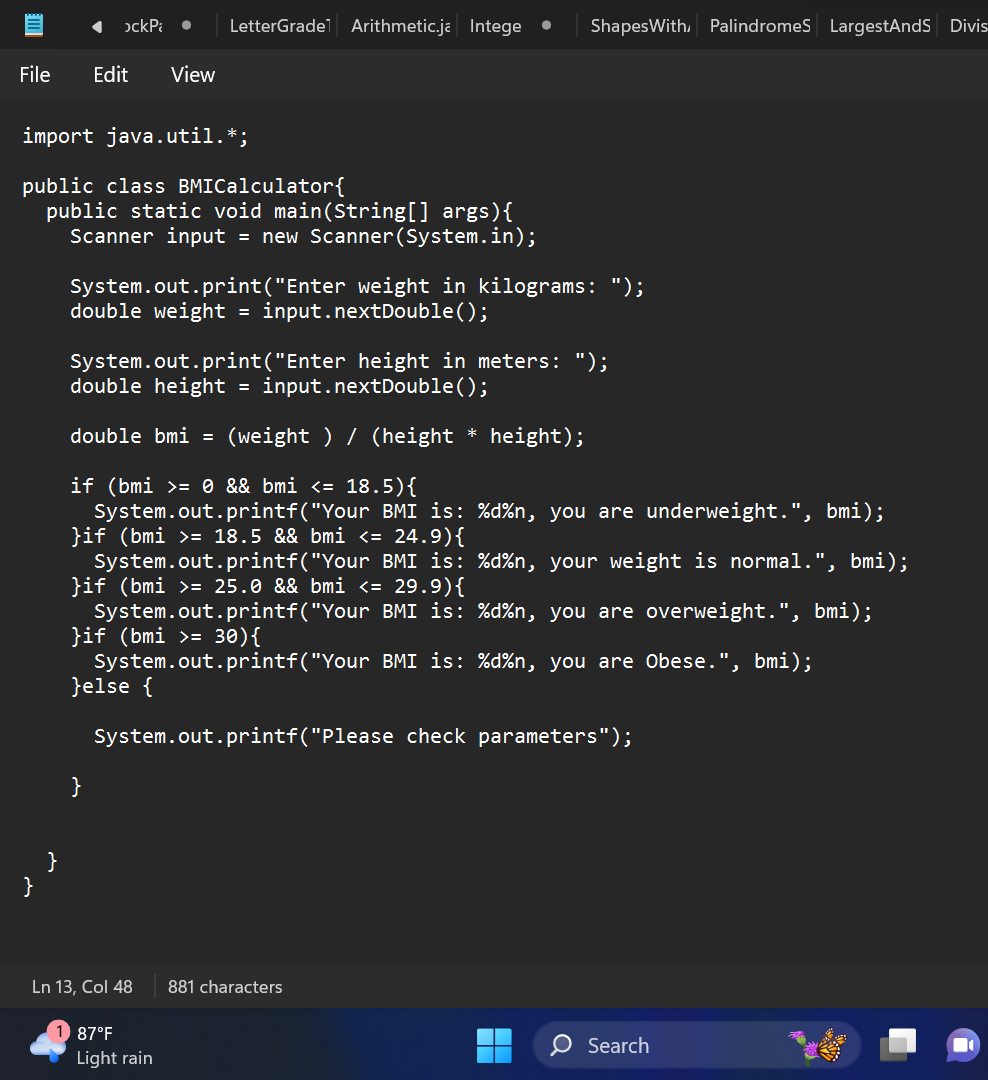 LetterGradeT Arithmetic.ja Intege ShapesWith PalindromeS LargestAndS Divis
File Edit View
import java.util.*;
public class BMICalculator{
public static void main(String[] args){
Scanner input = new Scanner(System.in);
System.out.print("Enter weight in kilograms: ");
double weight = input.nextDouble();
System.out.print("Enter height in meters: ");
double height = input.nextDouble();
double bmi = (weight ) / (height * height);
if (bmi >= 0 && bmi <= 18.5){
System.out.printf("Your BMI is: %d%n, you are underweight.", bmi);
}if (bmi >= 18.5 && bmi <= 24.9){
System.out.printf("Your BMI is: %d%n, your weight is normal.", bmi);
}if (bmi >= 25.0 && bmi <= 29.9){
System.out.printf("Your BMI is: %d%n, you are overweight.", bmi);
}if (bmi >= 30){
System.out.printf("Your BMI is: %d%n, you are Obese.", bmi);
}else {
System.out.printf("Please check parameters");
}
}
}
Ln 13, Col 48 881 characters
1 87°F
Light rain
Search